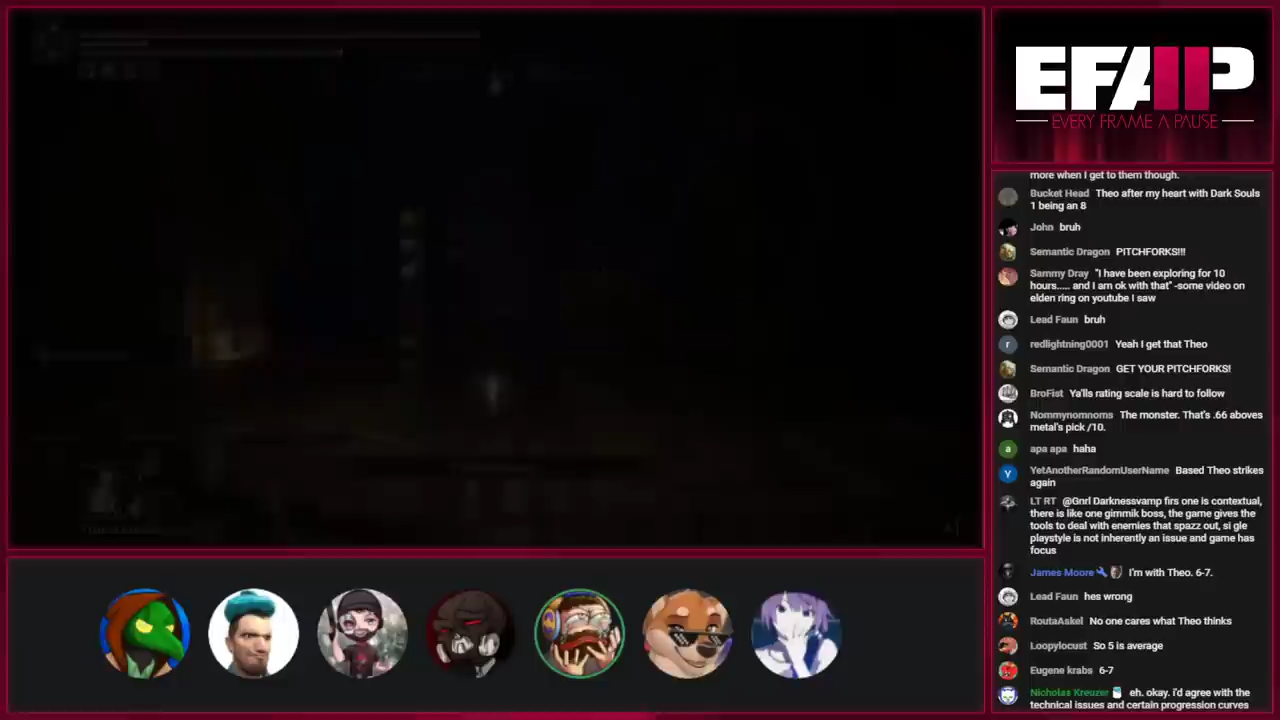 EFAP
EVERY FRAME A PAUSE
more when I get to them though.
Bucket Head Theo after my heart with Dark Souls
1 being an 8
John bruh
Semantic Dragon PITCHFORKS!!!
Sammy Dray "I have been exploring for 10
hours..... and I am ok with that" -some video on
elden ring on youtube I saw
Lead Faun bruh
r redlightning0001 Yeah I get that Theo
Semantic Dragon GET YOUR PITCHFORKS!
BroFist Ya'lls rating scale is hard to follow
Nommynomnoms The monster. That's .66 aboves
metal's pick /10.
a apa apa haha
Y YetAnotherRandomUserName Based Theo strikes
again
LT RT @Gnrl Darknessvamp firs one is contextual,
there is like one gimmik boss, the game gives the
tools to deal with enemies that spazz out, si gle
playstyle is not inherently an issue and game has
focus
James Moore I'm with Theo. 6-7.
Lead Faun hes wrong
RoutaAskel No one cares what Theo thinks
Loopylocust So 5 is average
Eugene krabs 6-7
Nicholas Kreuzer eh. okay. i'd agree with the
technical issues and certain progression curves